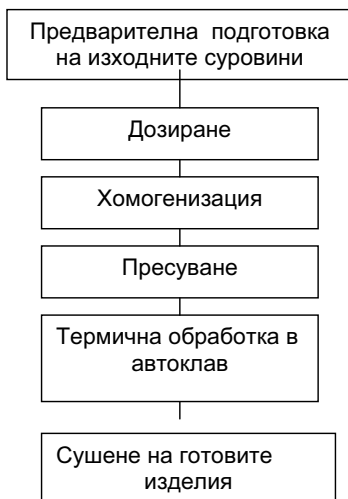 Предварителна подготовка
на изходните суровини
Дозиране
Хомогенизация
Пресуване
Термична обработка в
автоклав
Сушене на готовите
изделия